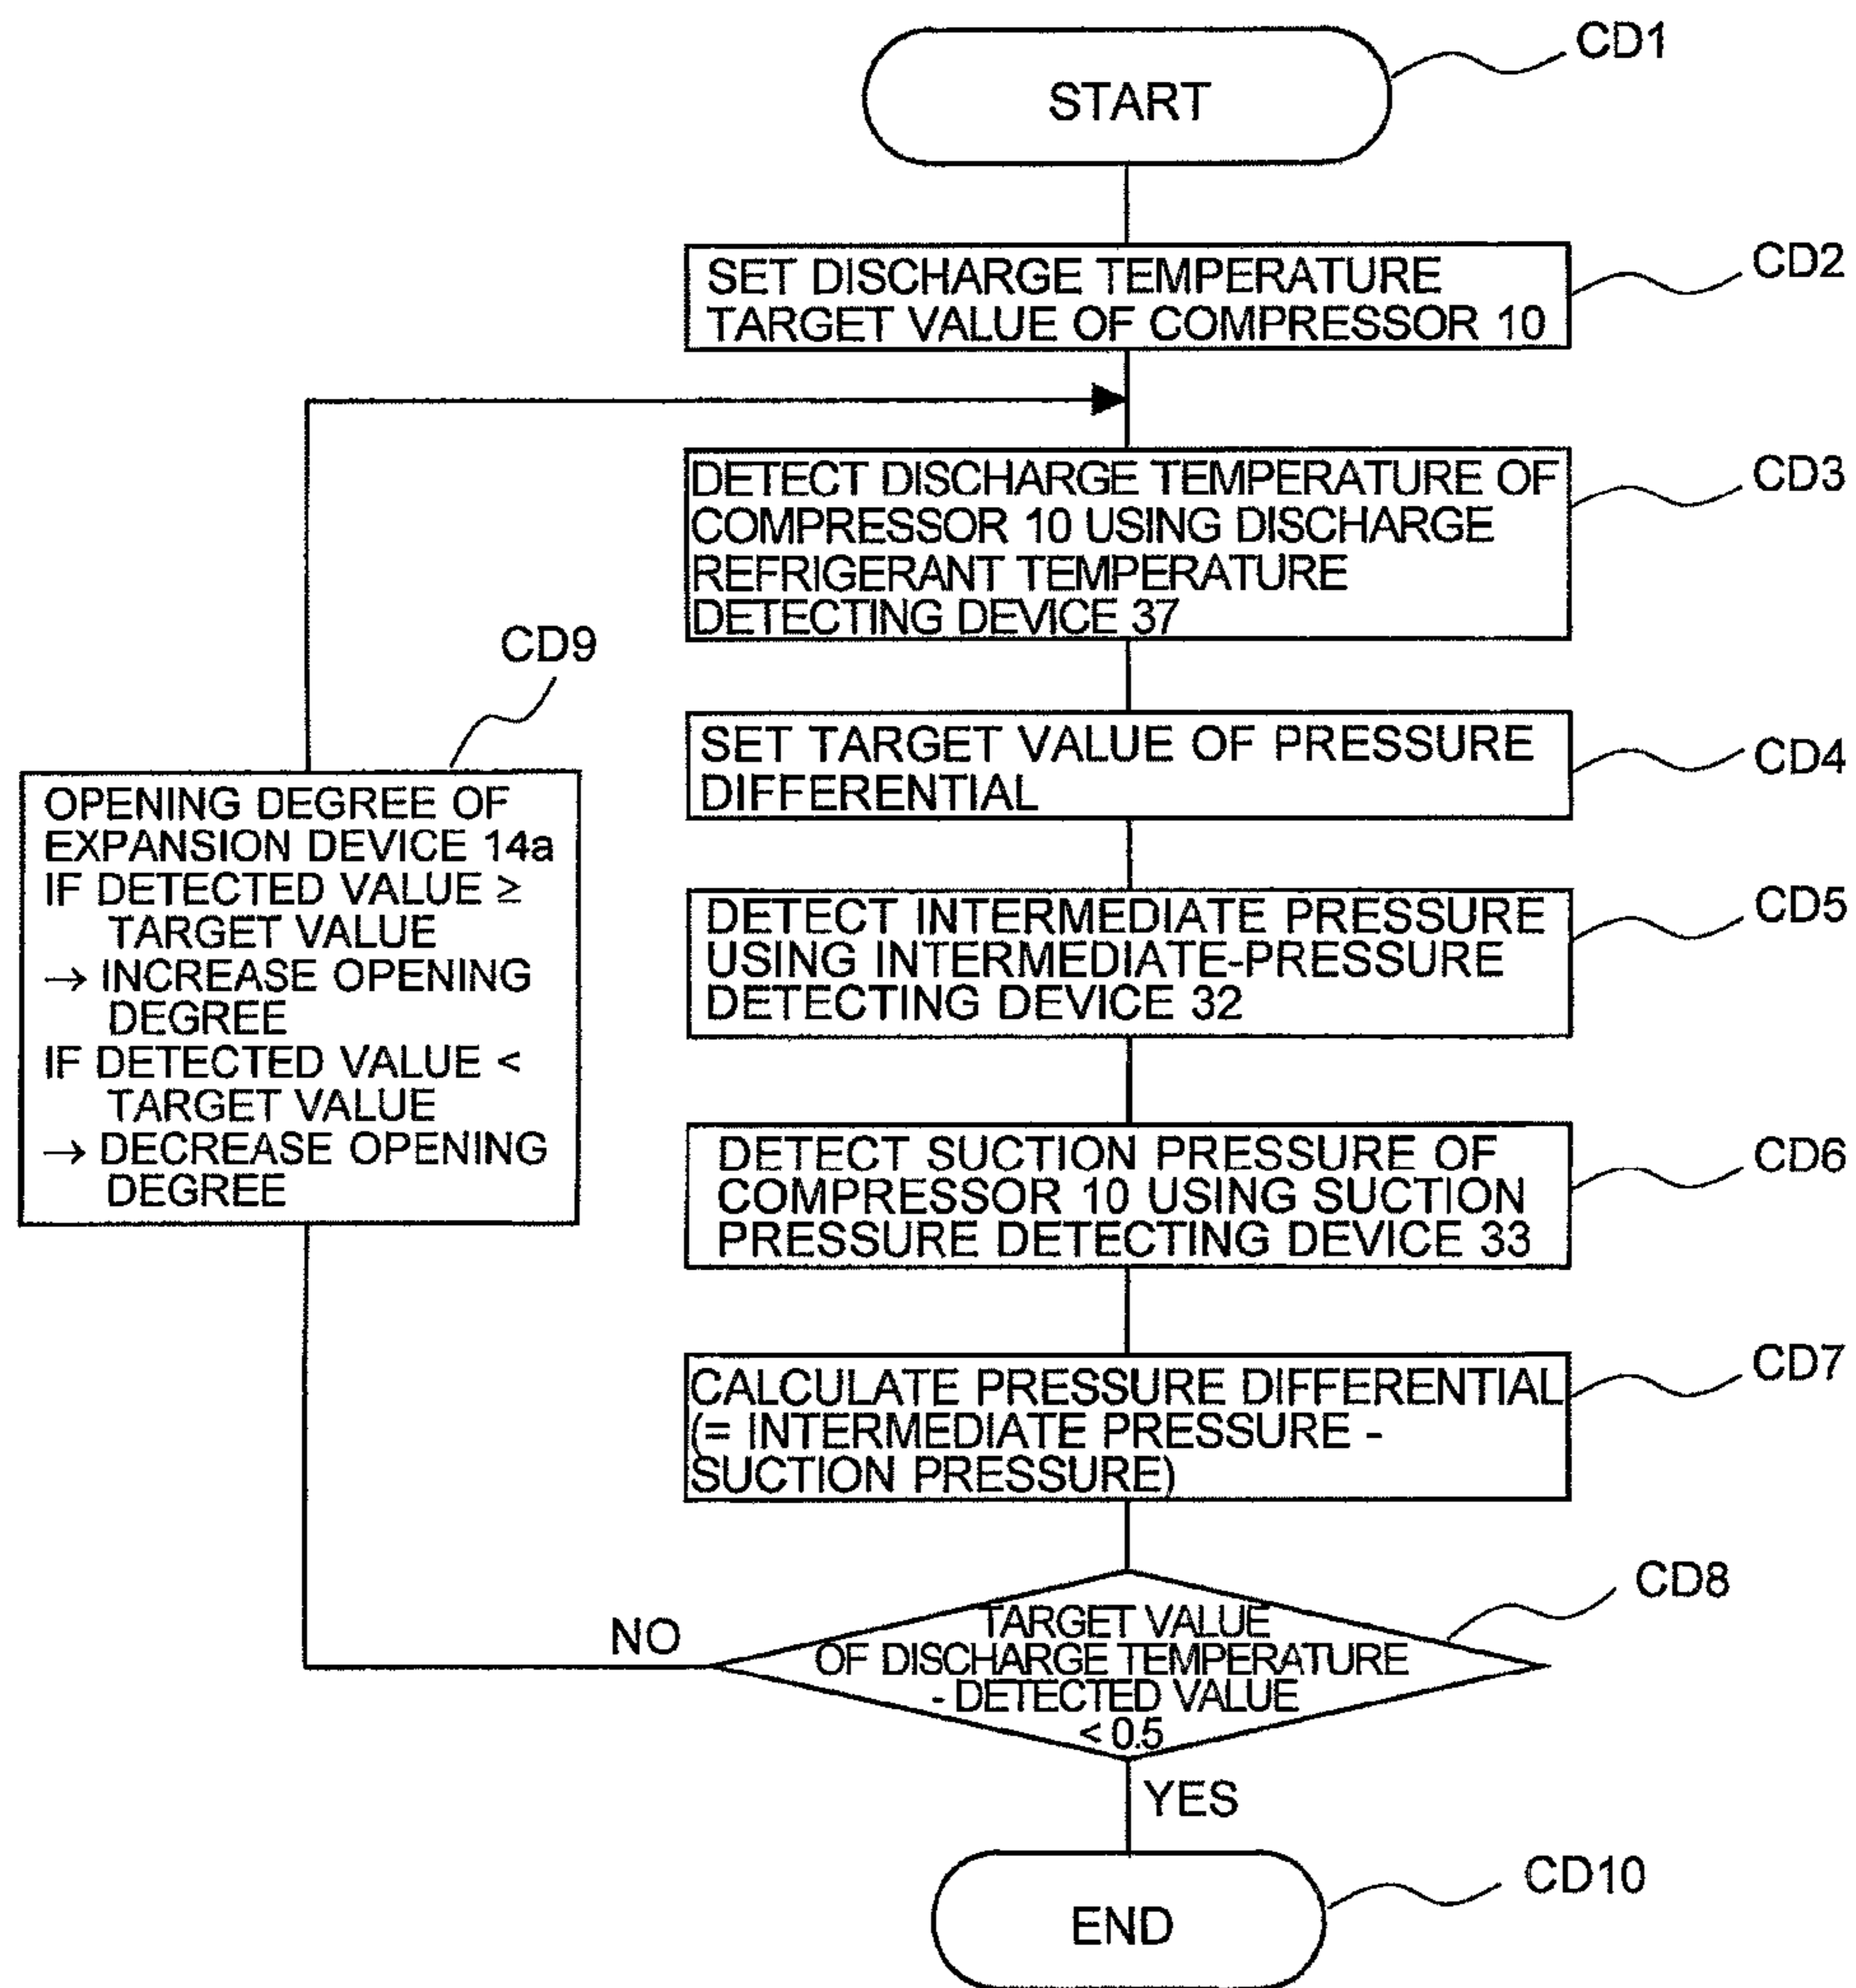 START
CD1
SET DISCHARGE TEMPERATURE
TARGET VALUE OF COMPRESSOR 10
CD2
DETECT DISCHARGE TEMPERATURE OF
COMPRESSOR 10 USING DISCHARGE
REFRIGERANT TEMPERATURE
DETECTING DEVICE 37
CD3
SET TARGET VALUE OF PRESSURE
DIFFERENTIAL
CD4
DETECT INTERMEDIATE PRESSURE
USING INTERMEDIATE-PRESSURE
DETECTING DEVICE 32
CD5
DETECT SUCTION PRESSURE OF
COMPRESSOR 10 USING SUCTION
PRESSURE DETECTING DEVICE 33
CD6
CALCULATE PRESSURE DIFFERENTIAL
(= INTERMEDIATE PRESSURE -
SUCTION PRESSURE)
CD7
TARGET VALUE
OF DISCHARGE TEMPERATURE
- DETECTED VALUE
< 0.5
CD8
NO
YES
CD9
OPENING DEGREE OF
EXPANSION DEVICE 14a
IF DETECTED VALUE ≥
TARGET VALUE
→ INCREASE OPENING
DEGREE
IF DETECTED VALUE <
TARGET VALUE
→ DECREASE OPENING
DEGREE
END
CD10